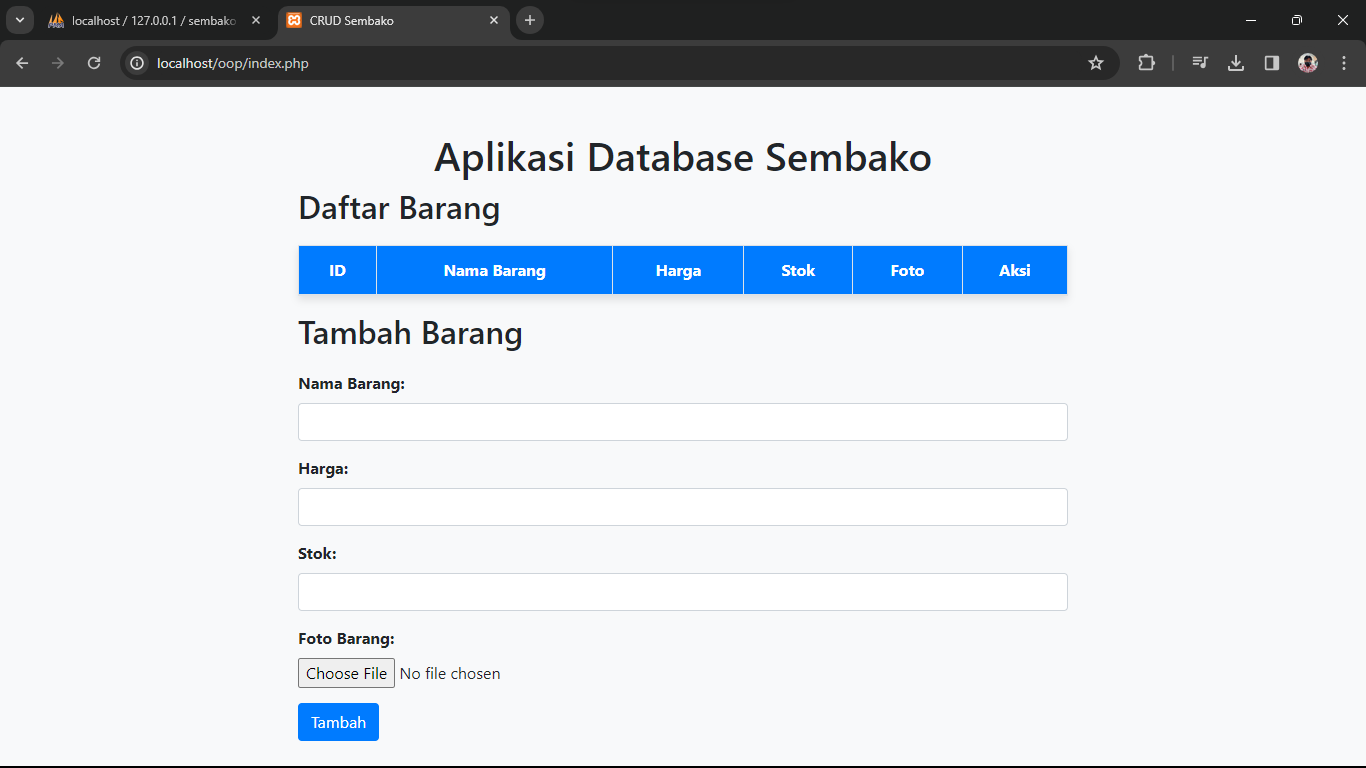 localhost / 127.0.0.1 / sembako
CRUD Sembako
localhost/oop/index.php
Aplikasi Database Sembako
Daftar Barang
ID Nama Barang Harga Stok Foto Aksi
Tambah Barang
Nama Barang:
Harga:
Stok:
Foto Barang:
Choose File No file chosen
Tambah